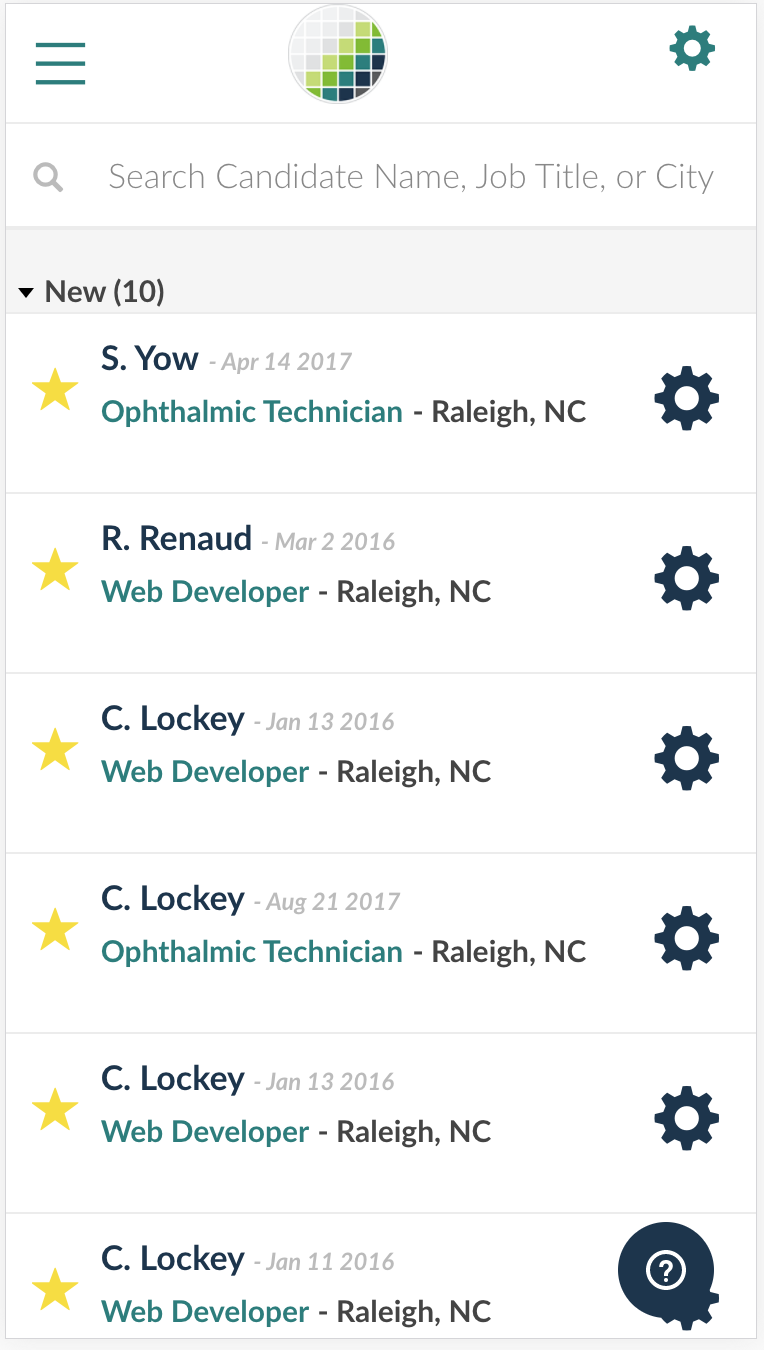 Search Candidate Name, Job Title, or City
New (10)
S. Yow - Apr 14 2017
Ophthalmic Technician - Raleigh, NC
R. Renaud - Mar 2 2016
Web Developer - Raleigh, NC
C. Lockey - Jan 13 2016
Web Developer - Raleigh, NC
C. Lockey - Aug 21 2017
Ophthalmic Technician - Raleigh, NC
C. Lockey - Jan 13 2016
Web Developer - Raleigh, NC
C. Lockey - Jan 11 2016
?
Web Developer - Raleigh, NC